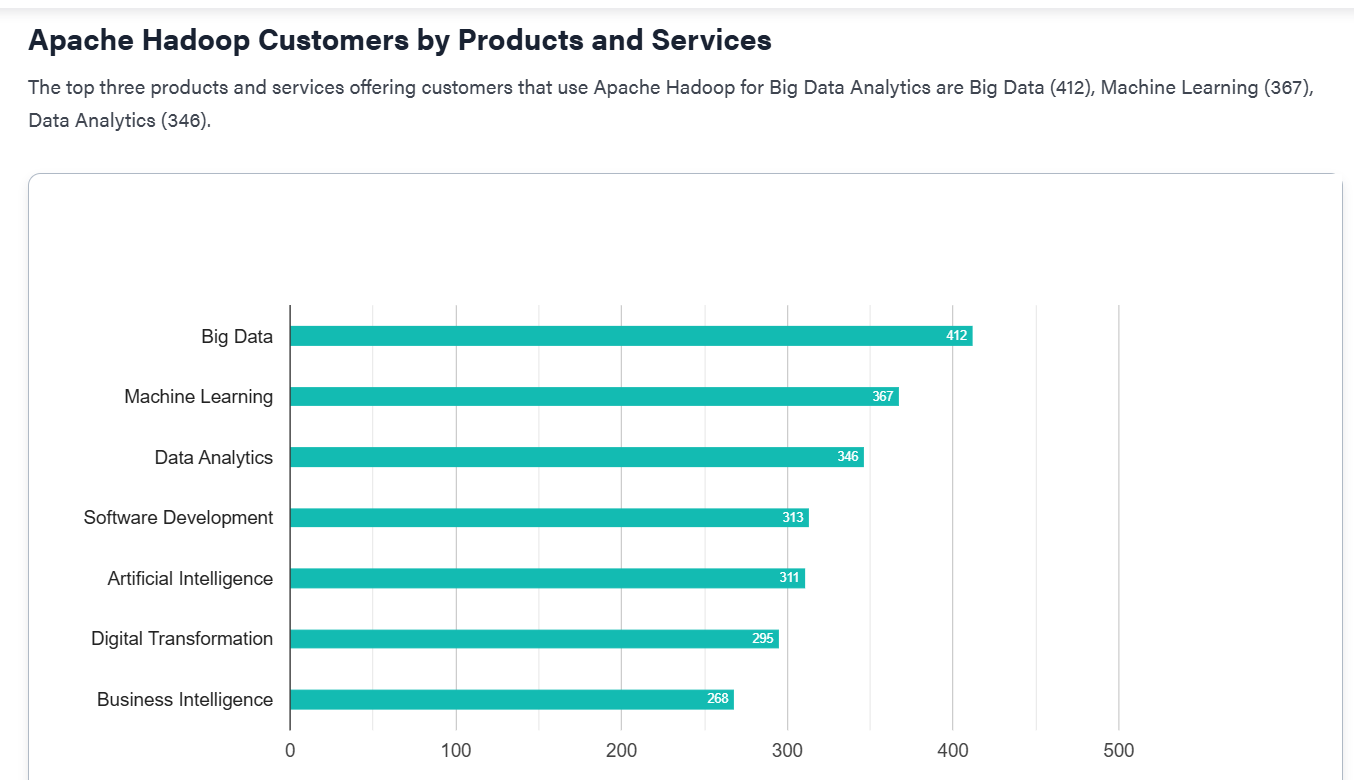 Apache Hadoop Customers by Products and Services
The top three products and services offering customers that use Apache Hadoop for Big Data Analytics are Big Data (412), Machine Learning (367),
Data Analytics (346).
Big Data 412
Machine Learning 367
Data Analytics 346
Software Development 313
Artificial Intelligence 311
Digital Transformation 295
Business Intelligence 268
0 100 200 300 400 500